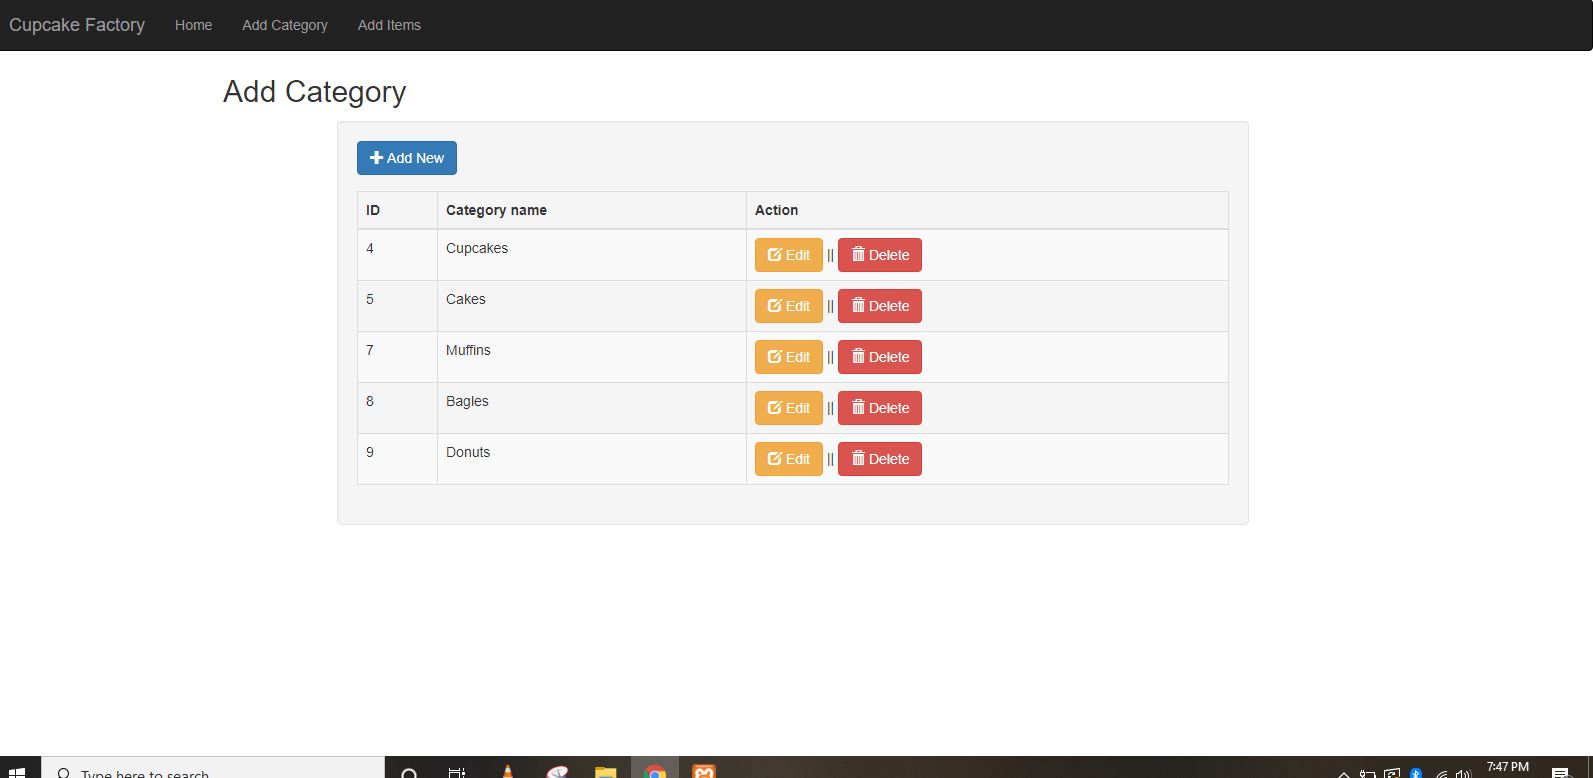 Cupcake Factory Home Add Category Add Items
Add Category
Add New
ID Category name Action
4 Cupcakes Edit || Delete
5 Cakes Edit || Delete
7 Muffins Edit || Delete
8 Bagles Edit || Delete
9 Donuts Edit || Delete
Type here to search
7:47 PM